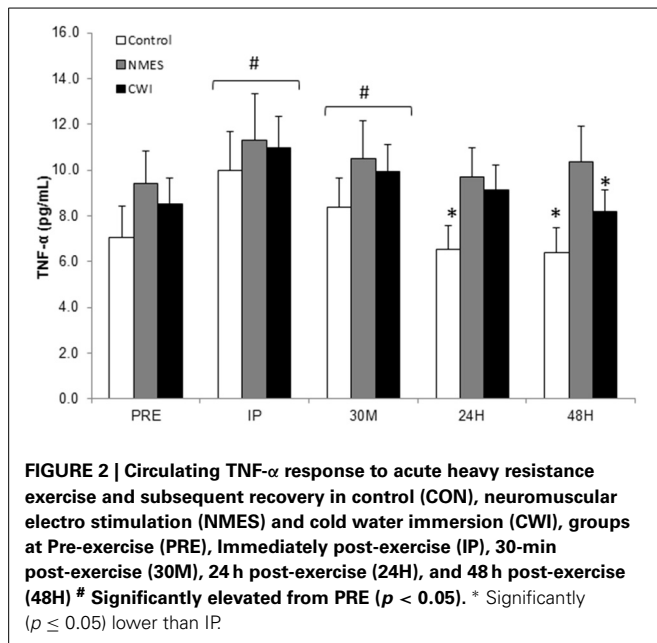 16.0
14.0
12.0
10.0
8.0
6.0
4.0
2.0
0.0
TNF-α (pg/mL)
Control
NMES
CWI
#
#
*
*
*
PRE IP 30M 24H 48H
FIGURE 2 | Circulating TNF-α response to acute heavy resistance
exercise and subsequent recovery in control (CON), neuromuscular
electro stimulation (NMES) and cold water immersion (CWI), groups
at Pre-exercise (PRE), Immediately post-exercise (IP), 30-min
post-exercise (30M), 24 h post-exercise (24H), and 48 h post-exercise
(48H) # Significantly elevated from PRE (p < 0.05). * Significantly
(p ≤ 0.05) lower than IP.